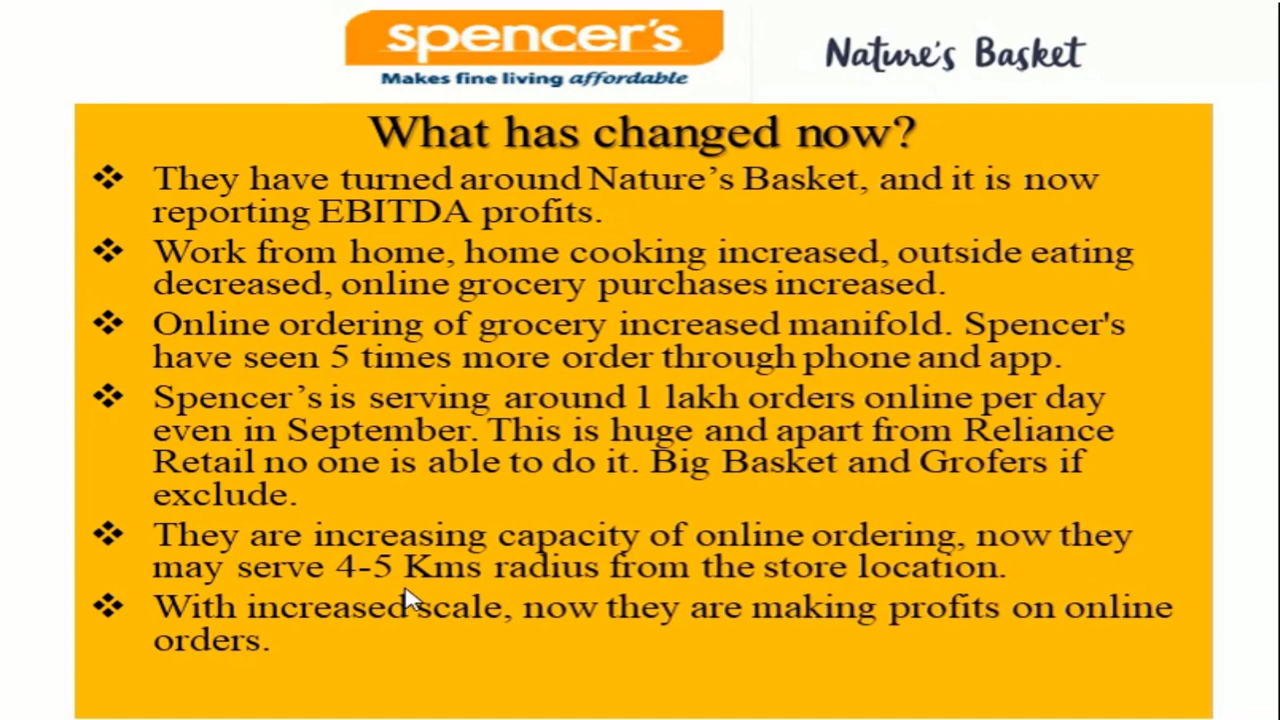 spencer's
Makes fine living affordable
Nature's Basket
What has changed now?
They have turned around Nature's Basket, and it is now
reporting EBITDA profits.
Work from home, home cooking increased, outside eating
decreased, online grocery purchases increased.
Online ordering of grocery increased manifold. Spencer's
have seen 5 times more order through phone and app.
Spencer's is serving around 1 lakh orders online per day
even in September. This is huge and apart from Reliance
Retail no one is able to do it. Big Basket and Grofers if
exclude.
They are increasing capacity of online ordering, now they
may serve 4-5 Kms radius from the store location.
With increased scale, now they are making profits on online
orders.